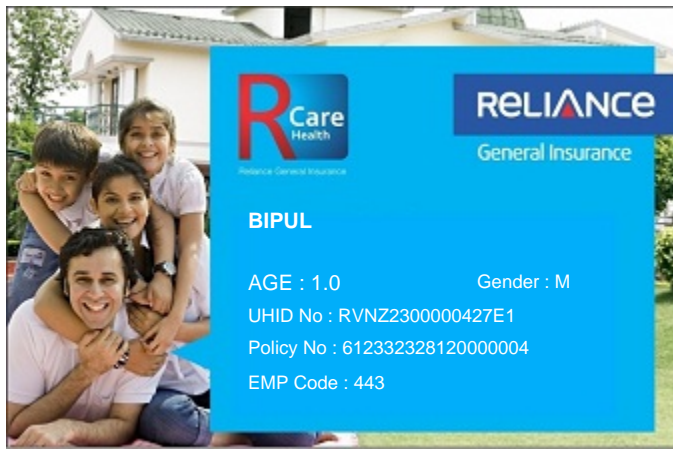 RCare
Health
Reliance General Insurance
RELIANCE
General Insurance
BIPUL
AGE : 1.0 Gender : M
UHID No : RVNZ2300000427E1
Policy No : 612332328120000004
EMP Code : 443